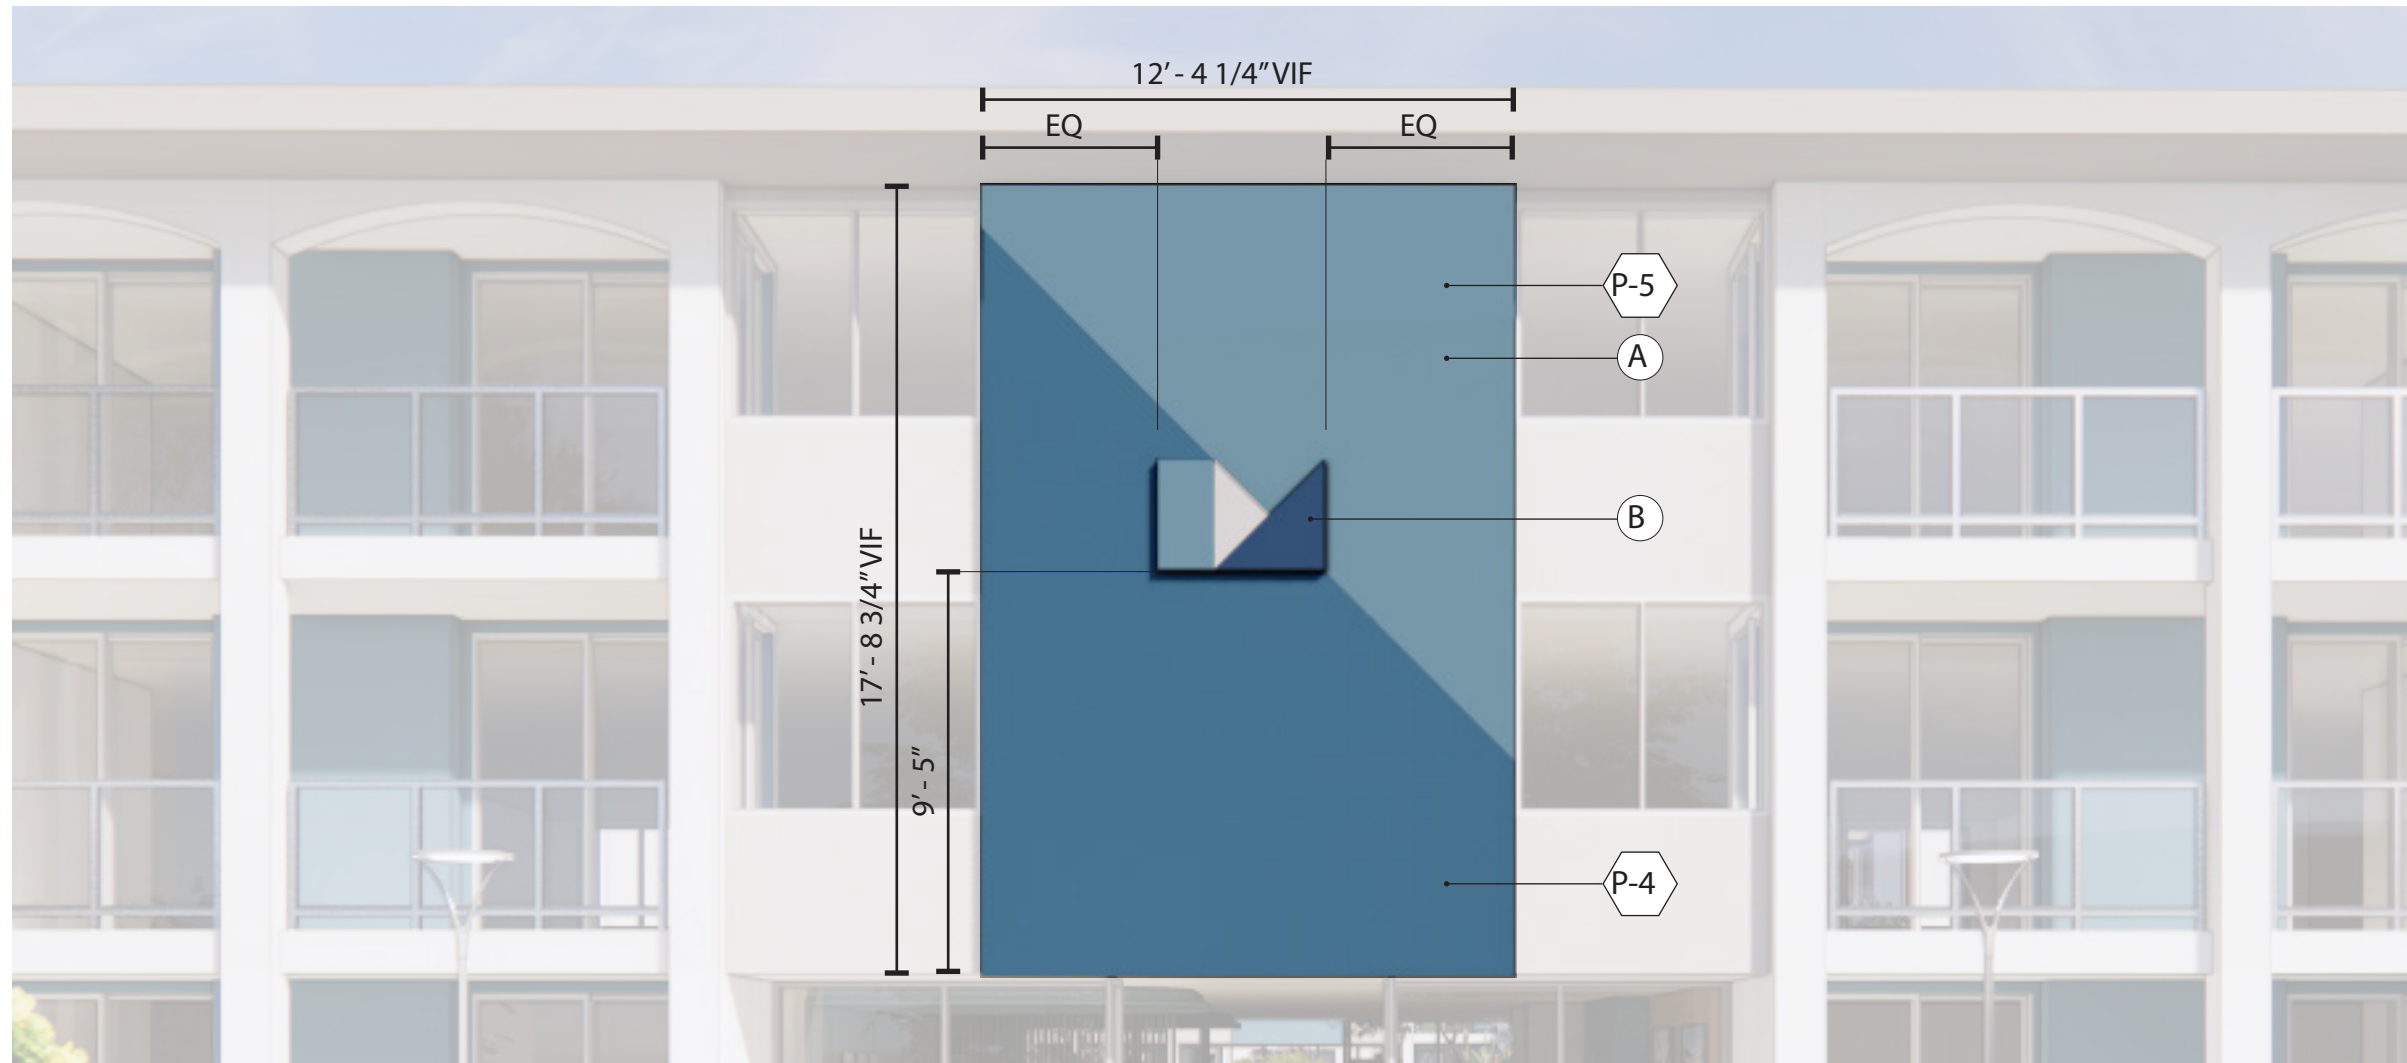 12’ - 4 1/4” VIF
EQ
EQ
P-5
A
B
17’ - 8 3/4” VIF
9’ - 5”
P-4